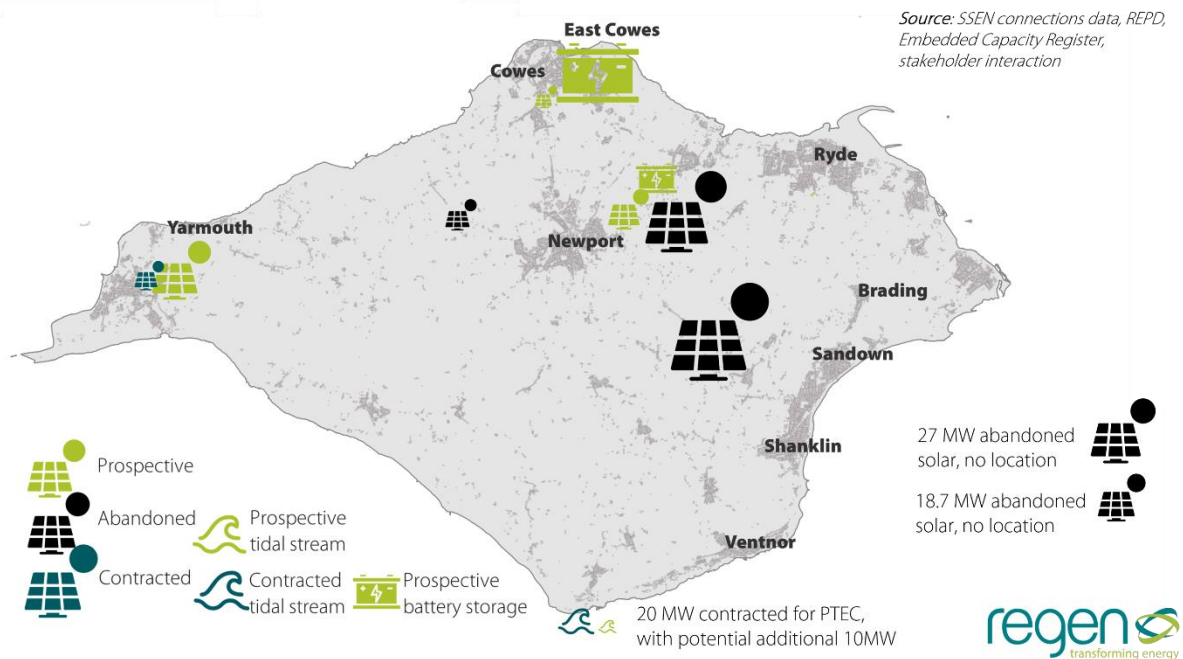 Source: SSEN connections data, REPD,
Embedded Capacity Register,
stakeholder interaction
East Cowes
Cowes
Ryde
Yarmouth
Newport
Brading
Sandown
Shanklin
Ventnor
27 MW abandoned
solar, no location
18.7 MW abandoned
solar, no location
Prospective
Abandoned
Contracted
Prospective
tidal stream
Contracted
tidal stream
Prospective
battery storage
20 MW contracted for PTEC,
with potential additional 10MW
regen
transforming energy